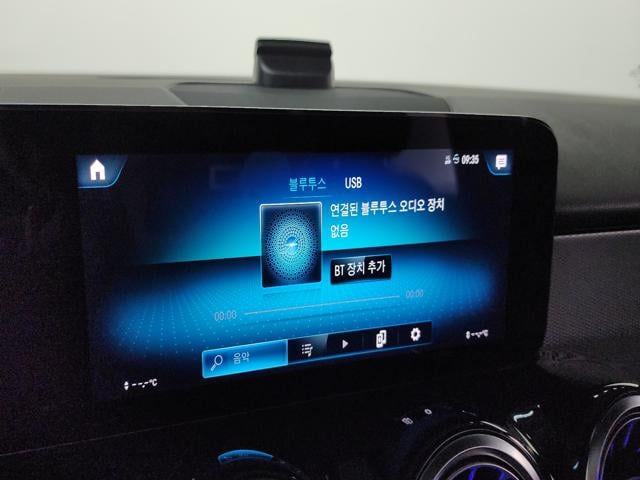 09:35
블루투스 USB
연결된 블루투스 오디오 장치
없음
BT 장치 추가
00:00 00:00
음악
--,-°C --,-°C